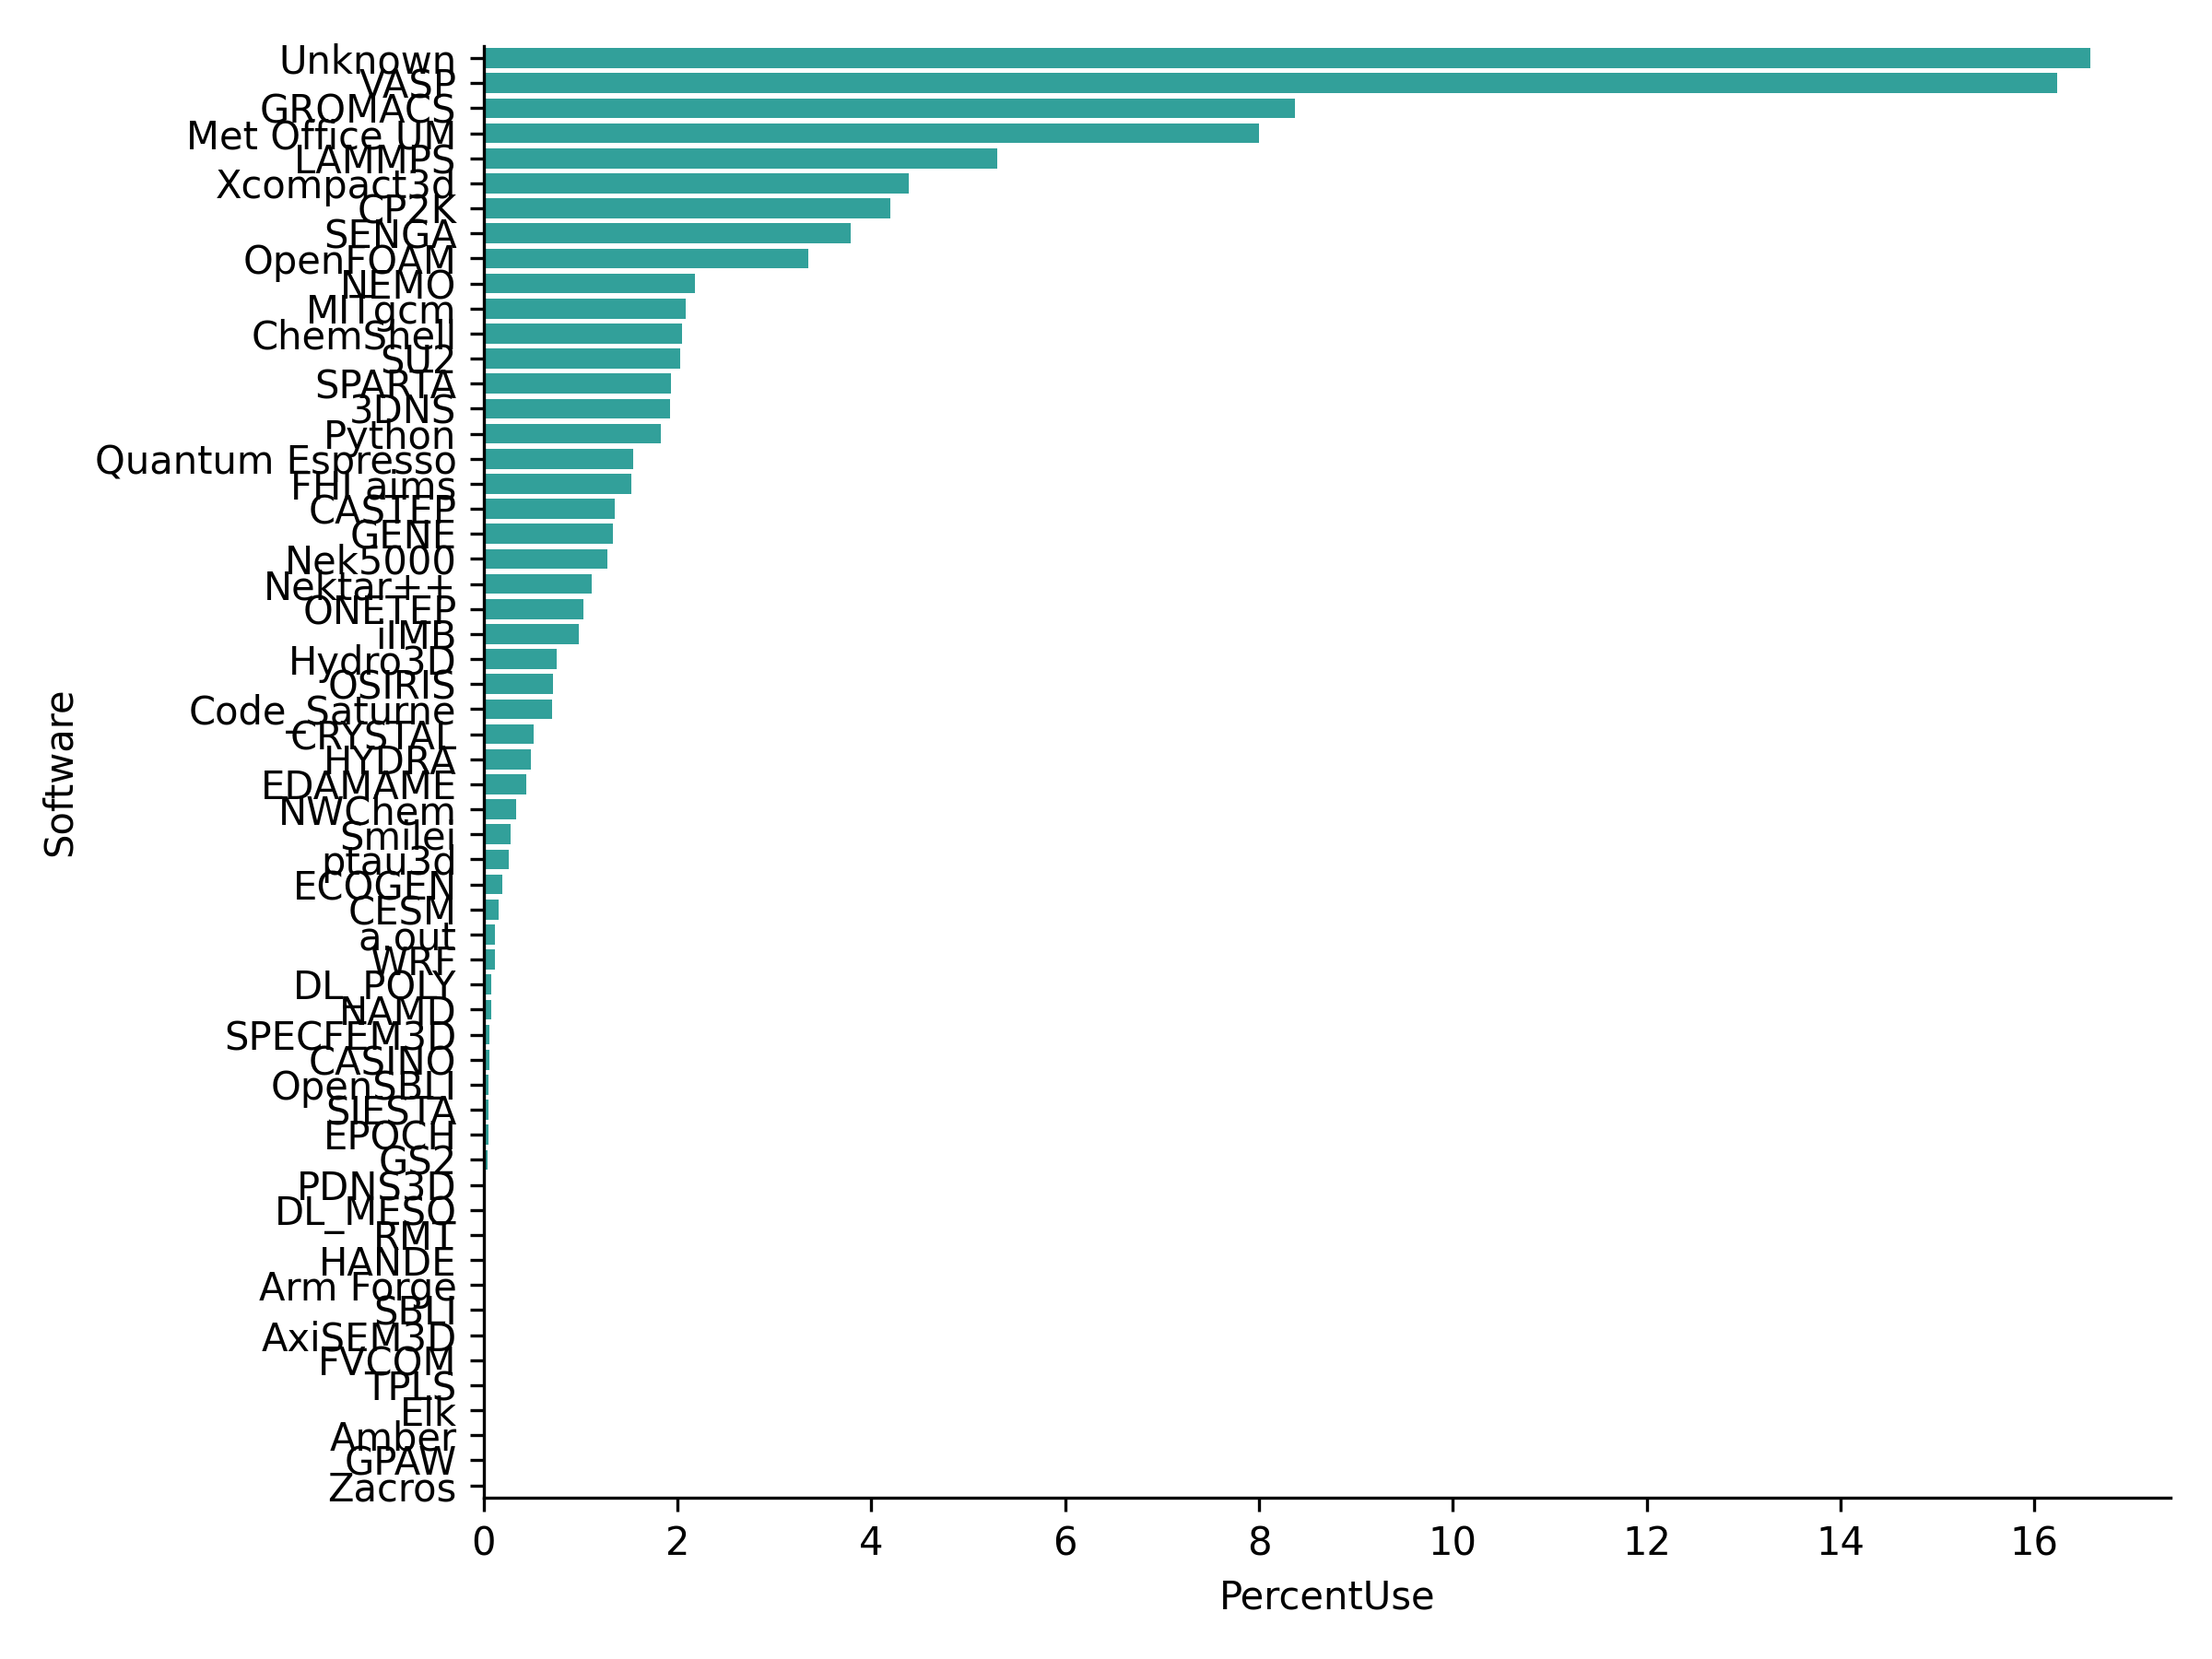 Unknown
VASP
GROMACS
Met Office UM
LAMMPS
Xcompact3d
CP2K
SENGA
OpenFOAM
NEMO
MITgcm
ChemShell
SU2
SPARTA
3DNS
Python
Quantum Espresso
FHI aims
CASTEP
GENE
Nek5000
Nektar++
ONETEP
iIMB
Hydro3D
OSIRIS
Code_Saturne
CRYSTAL
HYDRA
EDAMAME
NWChem
Smilei
ptau3d
ECOGEN
CESM
a.out
WRF
DL_POLY
NAMD
SPECFEM3D
CASINO
OpenSBLI
SIESTA
EPOCH
GS2
PDNS3D
DL_MESO
RMT
HANDE
Arm Forge
SBLI
AxiSEM3D
FVCOM
TPLS
Elk
Amber
GPAW
Zacros
Software
0 2 4 6 8 10 12 14 16
PercentUse